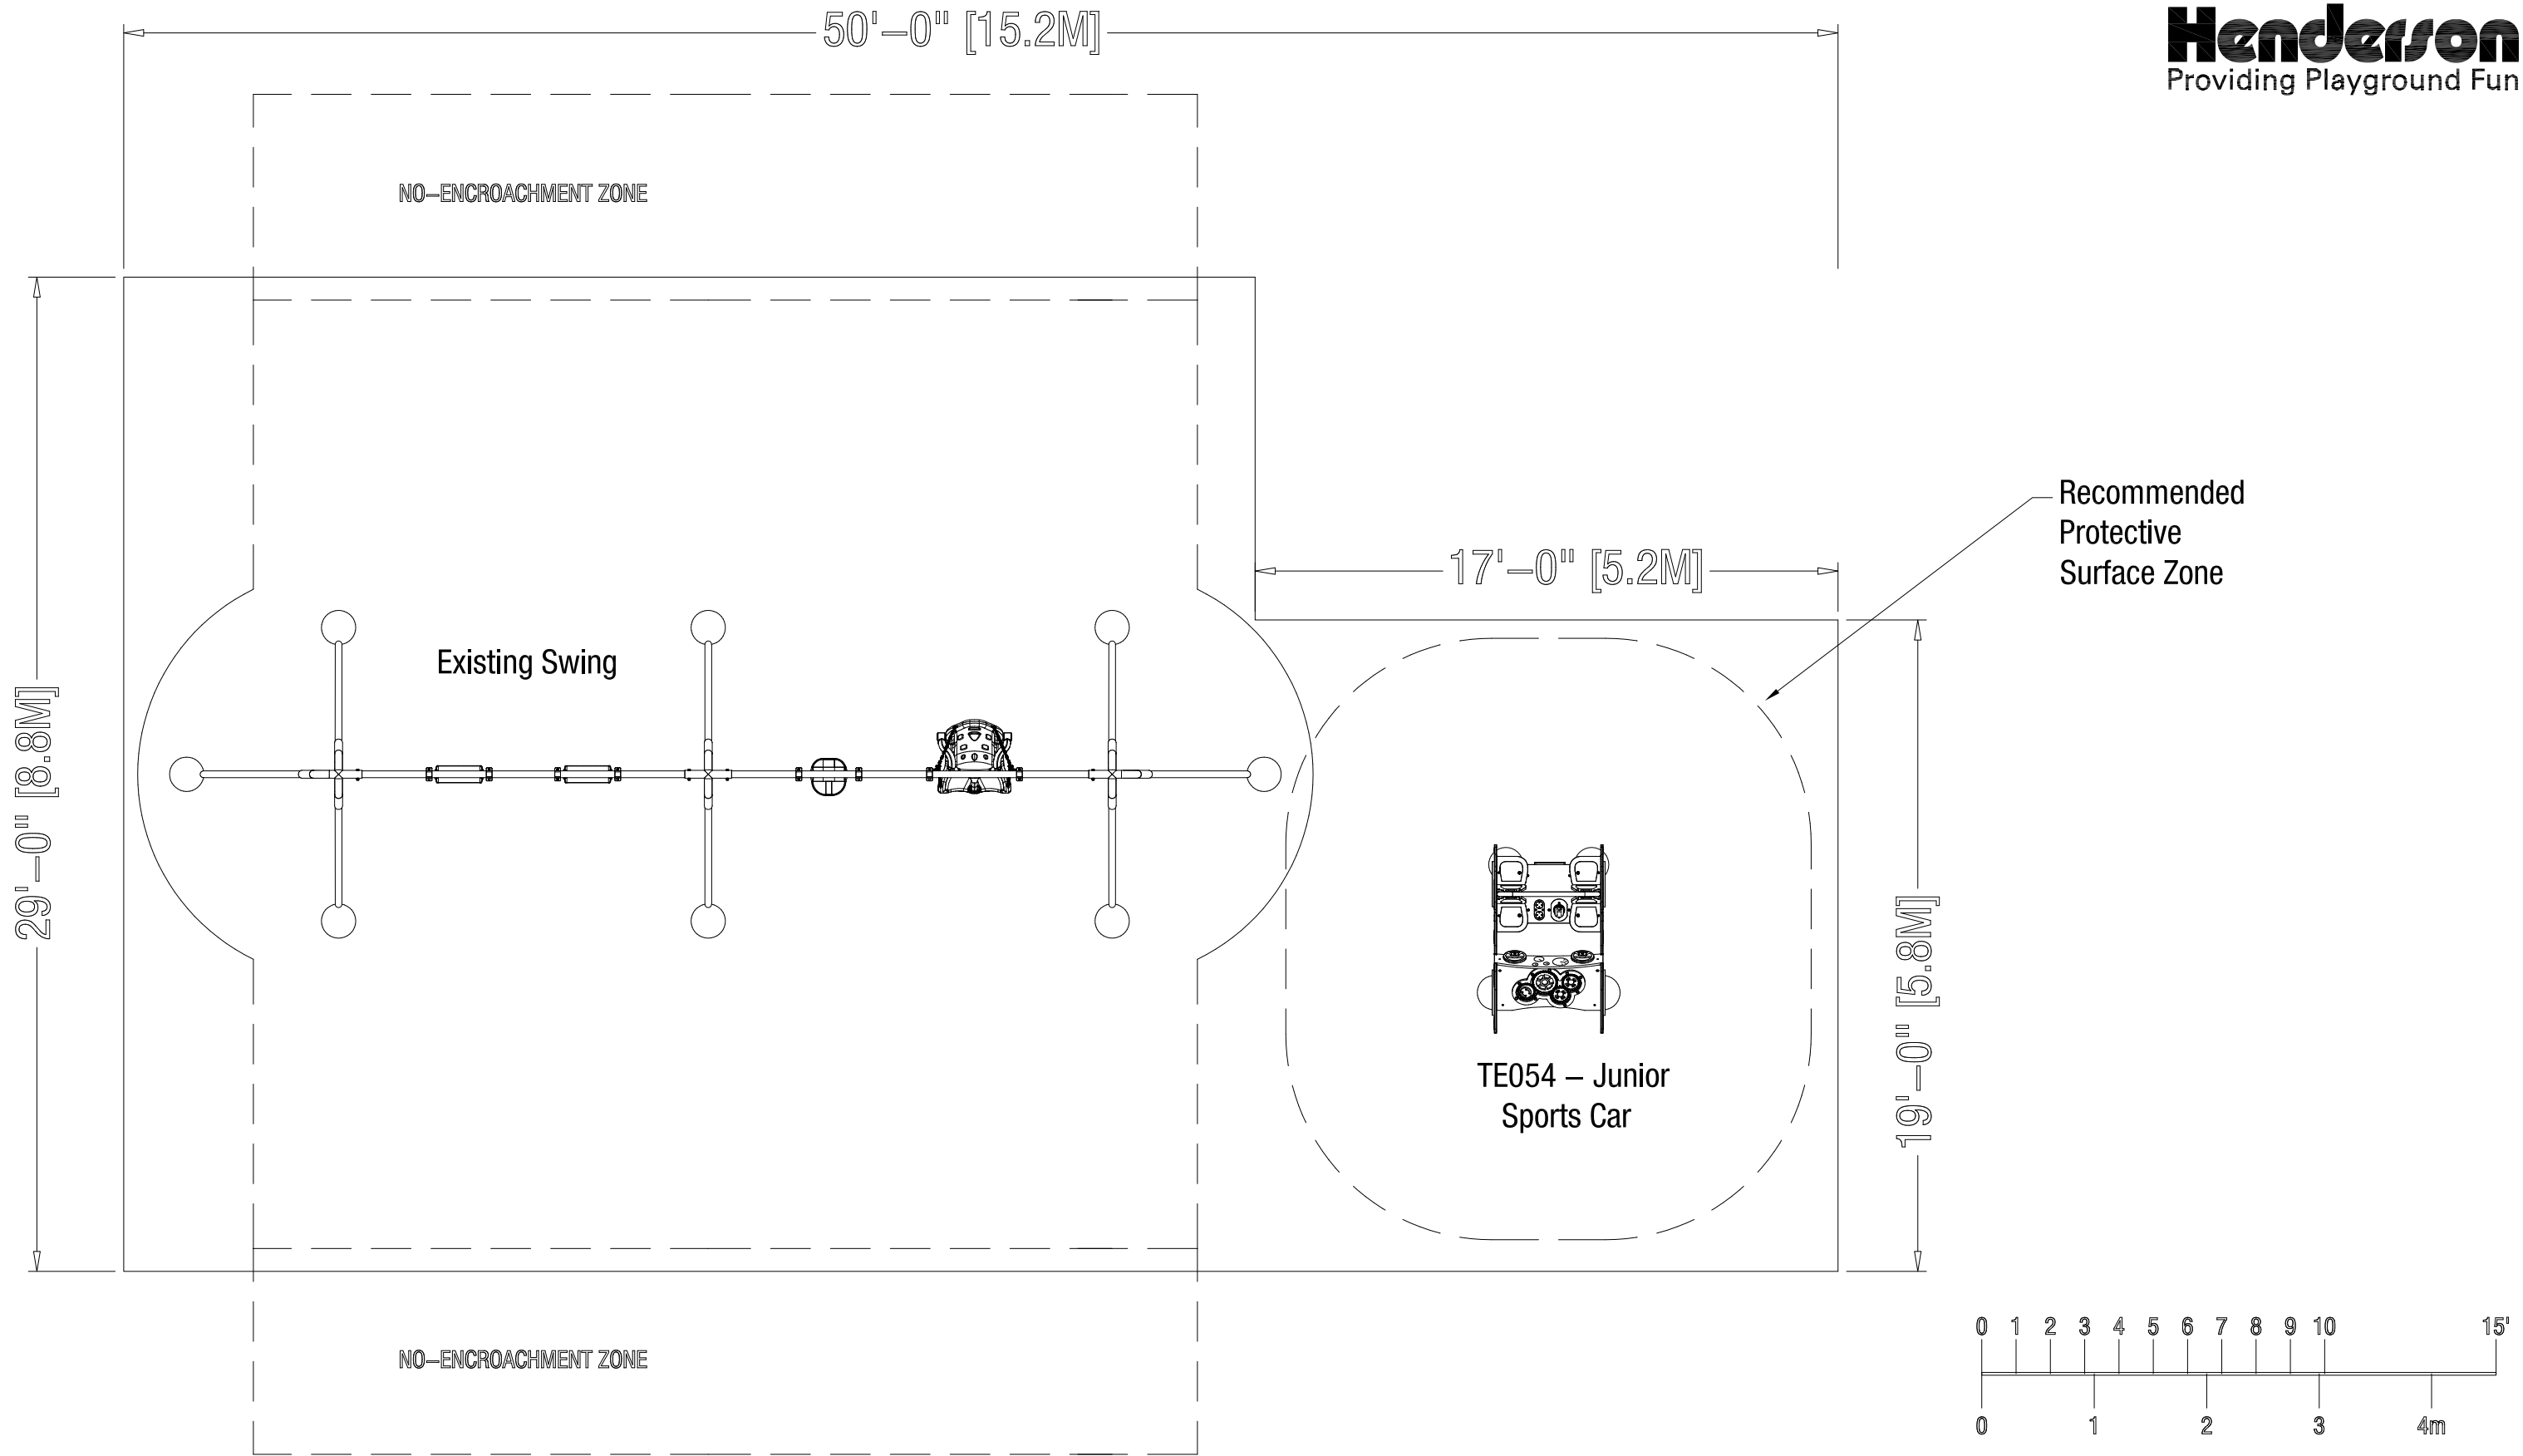 50'–0" [15.2M]
Henderson
Providing Playground Fun
NO–ENCROACHMENT ZONE
Recommended
Protective
Surface Zone
17'–0" [5.2M]
Existing Swing
29'–0" [8.8M]
19'–0" [5.8M]
TE054 – Junior
Sports Car
NO–ENCROACHMENT ZONE
0 1 2 3 4 5 6 7 8 9 10 15'
0 1 2 3 4m